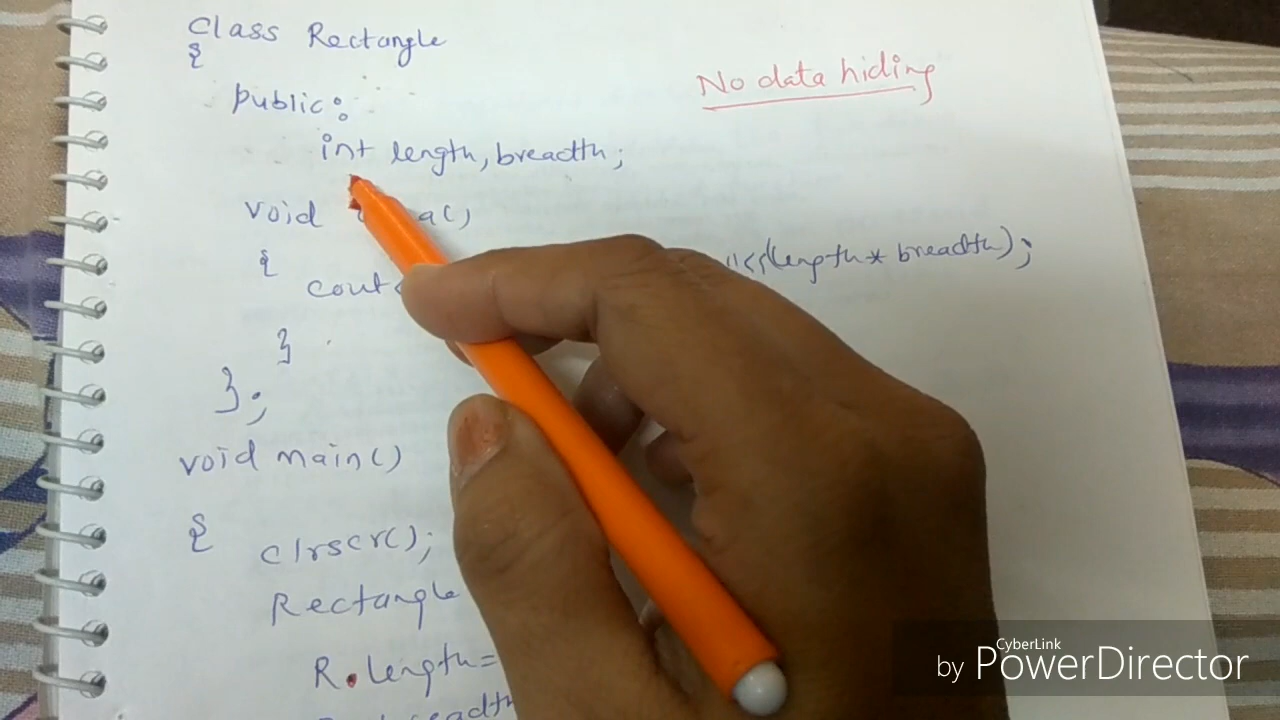 Class Rectangle
{
No data hiding
Public:
int length, breadth;
void a()
{
cout< "<<(length * breadth);
}
};
void main()
{
clrscr();
Rectangle
R.length=
CyberLink
by PowerDirector